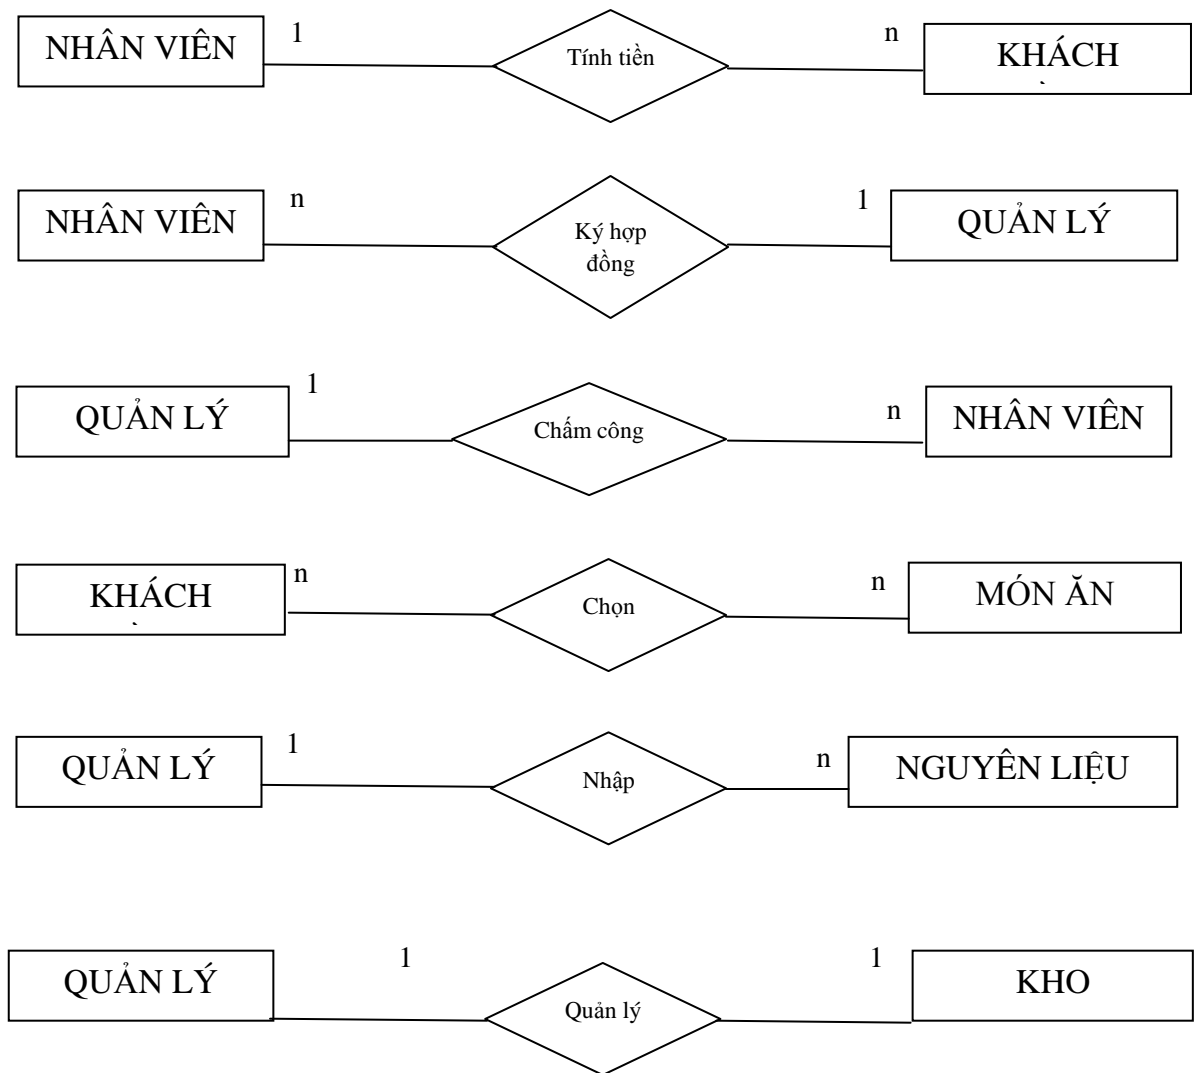 NHÂN VIÊN 1 Tính tiền n KHÁCH
NHÂN VIÊN n Ký hợp đồng 1 QUẢN LÝ
QUẢN LÝ 1 Chấm công n NHÂN VIÊN
KHÁCH n Chọn n MÓN ĂN
QUẢN LÝ 1 Nhập n NGUYÊN LIỆU
QUẢN LÝ 1 Quản lý 1 KHO